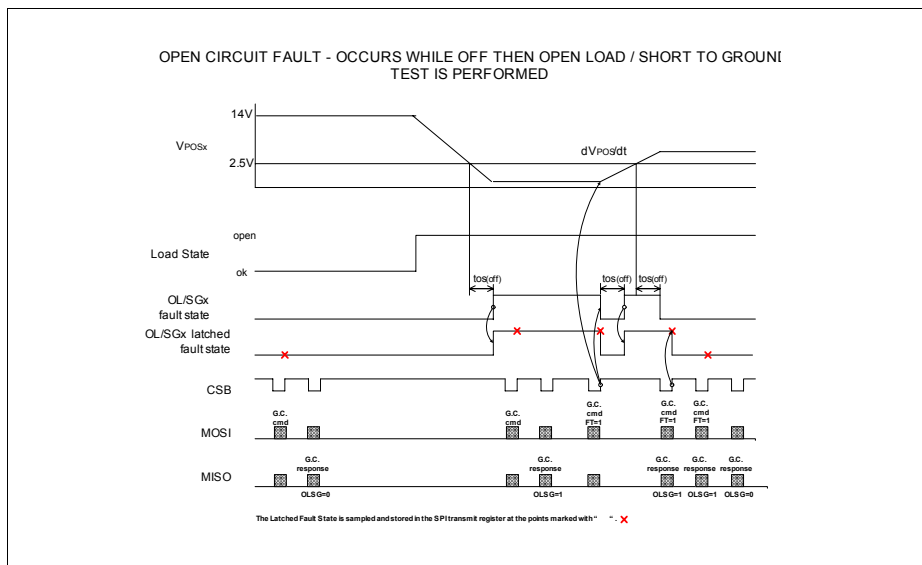 OPEN CIRCUIT FAULT - OCCURS WHILE OFF THEN OPEN LOAD / SHORT TO GROUN
TEST IS PERFORMED
14V
VPOSx
dVPOS/dt
2.5V
open
Load State
ok
tos(off) tos(off) tos(off)
OL/SGx
fault state
OL/SGx latched
fault state
CSB
G.C.
cmd
G.C.
cmd
G.C.
cmd
FT=1
G.C.
cmd
FT=1
G.C.
cmd
FT=1
MOSI
G.C.
response
G.C.
response
G.C.
response
G.C.
response
G.C.
response
MISO
OLSG=0 OLSG=1 OLSG=1 OLSG=1 OLSG=0
The Latched Fault State is sampled and stored in the SPI transmit register at the points marked with “ “ .